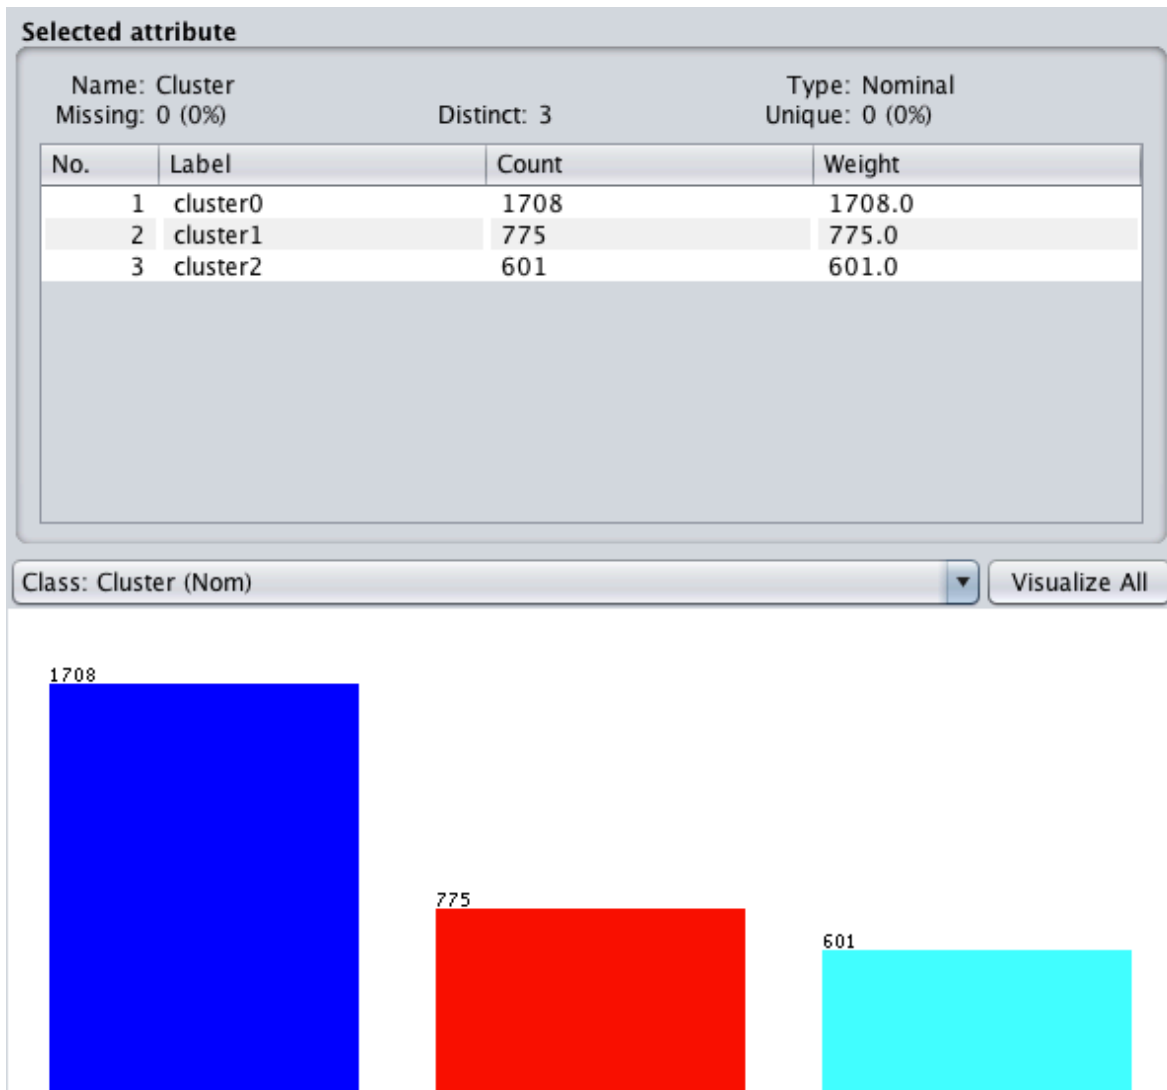 Selected attribute
Name: Cluster Type: Nominal
Missing: 0 (0%) Distinct: 3 Unique: 0 (0%)
No. Label Count Weight
1 cluster0 1708 1708.0
2 cluster1 775 775.0
3 cluster2 601 601.0
Class: Cluster (Nom) Visualize All
1708
775
601